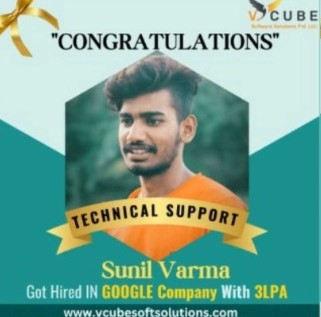 V CUBE
Software Solutions Pvt. Ltd.
"CONGRATULATIONS"
TECHNICAL SUPPORT
Sunil Varma
Got Hired IN GOOGLE Company With 3LPA
www.vcubesoftsolutions.com